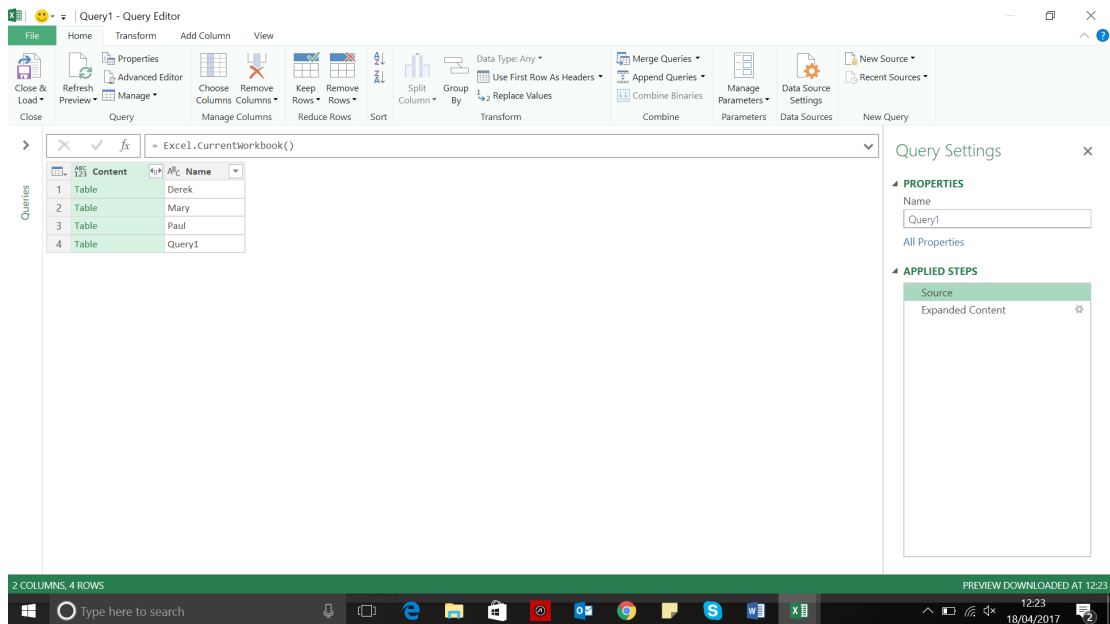 Query1 - Query Editor
File Home Transform Add Column View
Close & Load
Close
Refresh Preview
Properties
Advanced Editor
Manage
Query
Choose Columns
Remove Columns
Manage Columns
Keep Rows
Remove Rows
Reduce Rows
Sort
Split Column
Group By
Data Type: Any
Use First Row As Headers
Replace Values
Transform
Merge Queries
Append Queries
Combine Binaries
Combine
Manage Parameters
Parameters
Data Source Settings
Data Sources
New Source
Recent Sources
New Query
Queries
fx = Excel.CurrentWorkbook()
ABC 123 Content ABC Name
1 Table Derek
2 Table Mary
3 Table Paul
4 Table Query1
Query Settings
PROPERTIES
Name
Query1
All Properties
APPLIED STEPS
Source
Expanded Content
2 COLUMNS, 4 ROWS PREVIEW DOWNLOADED AT 12:23
Type here to search
12:23
18/04/2017
2